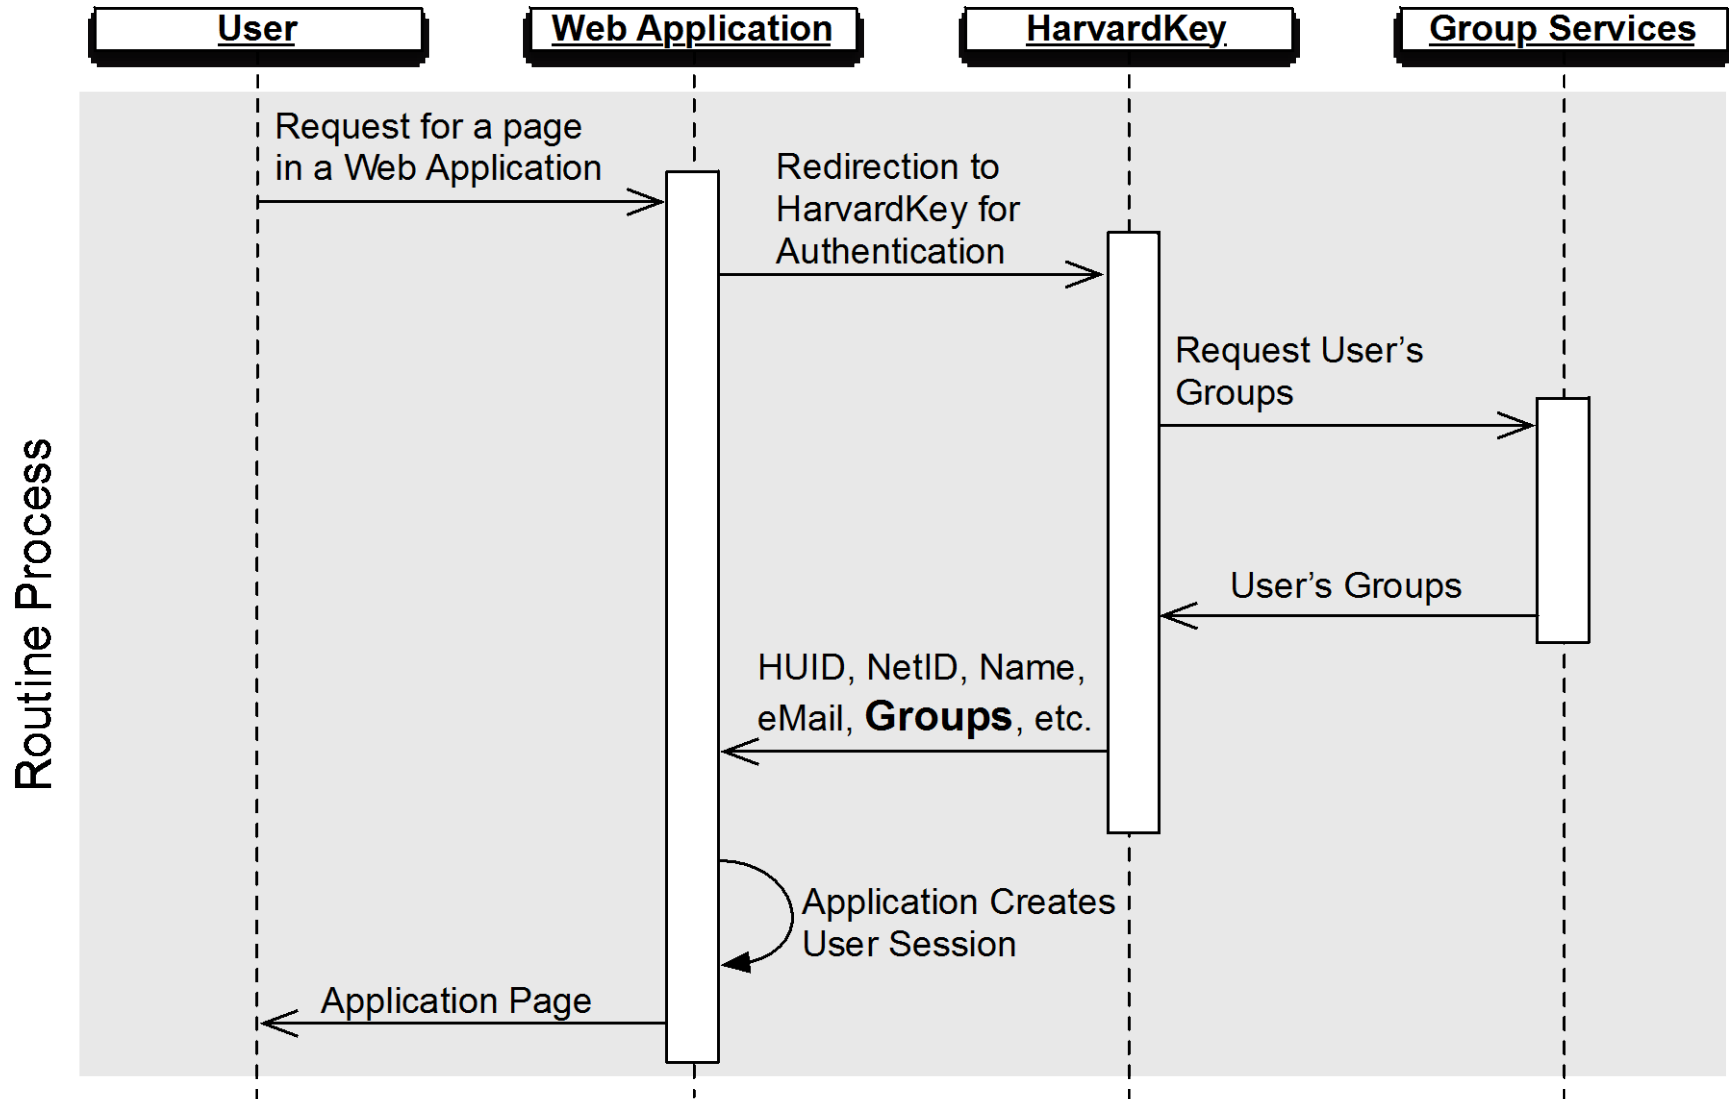 User
Web Application
HarvardKey
Group Services
Request for a page
in a Web Application
Redirection to
HarvardKey for
Authentication
Request User’s
Groups
User’s Groups
HUID, NetID, Name,
eMail, Groups, etc.
Application Creates
User Session
Application Page
Routine Process